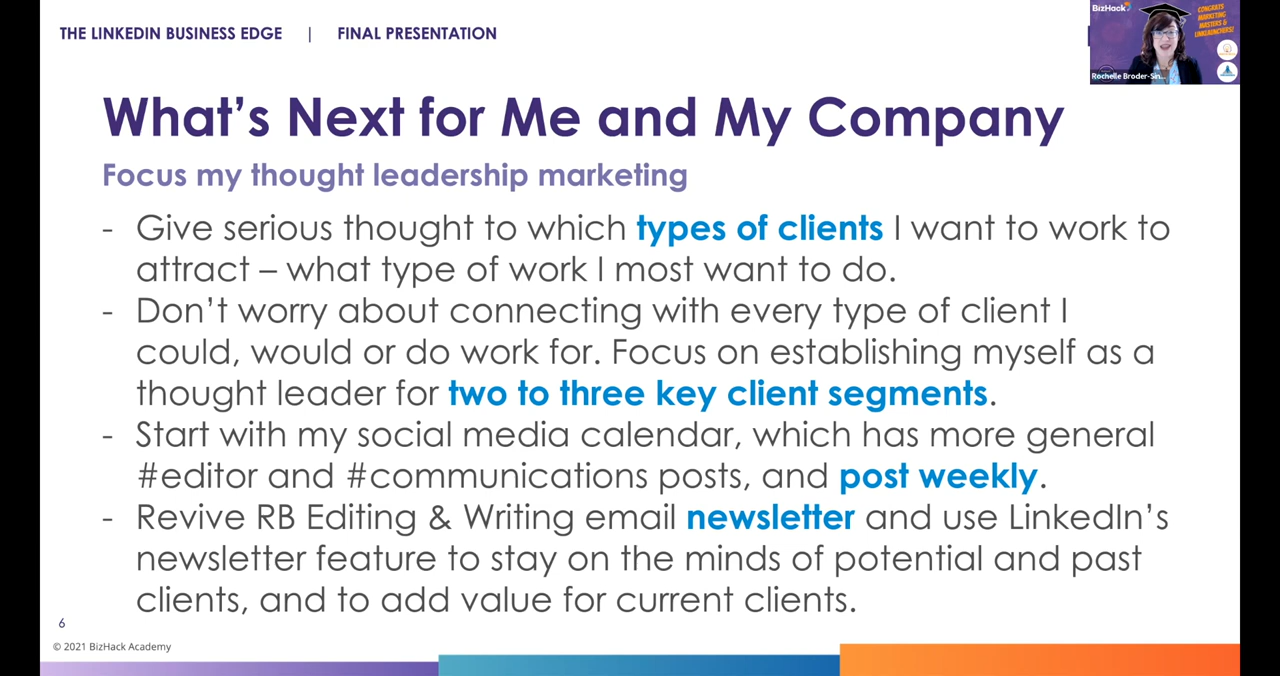 THE LINKEDIN BUSINESS EDGE | FINAL PRESENTATION
BizHack
CONGRATS
MARKETING
MASTERS &
LINKLAUNCHERS!
Rochelle Broder-Sin...
What's Next for Me and My Company
Focus my thought leadership marketing
- Give serious thought to which types of clients I want to work to
attract – what type of work I most want to do.
- Don't worry about connecting with every type of client I
could, would or do work for. Focus on establishing myself as a
thought leader for two to three key client segments.
- Start with my social media calendar, which has more general
#editor and #communications posts, and post weekly.
- Revive RB Editing & Writing email newsletter and use LinkedIn's
newsletter feature to stay on the minds of potential and past
clients, and to add value for current clients.
6
© 2021 BizHack Academy